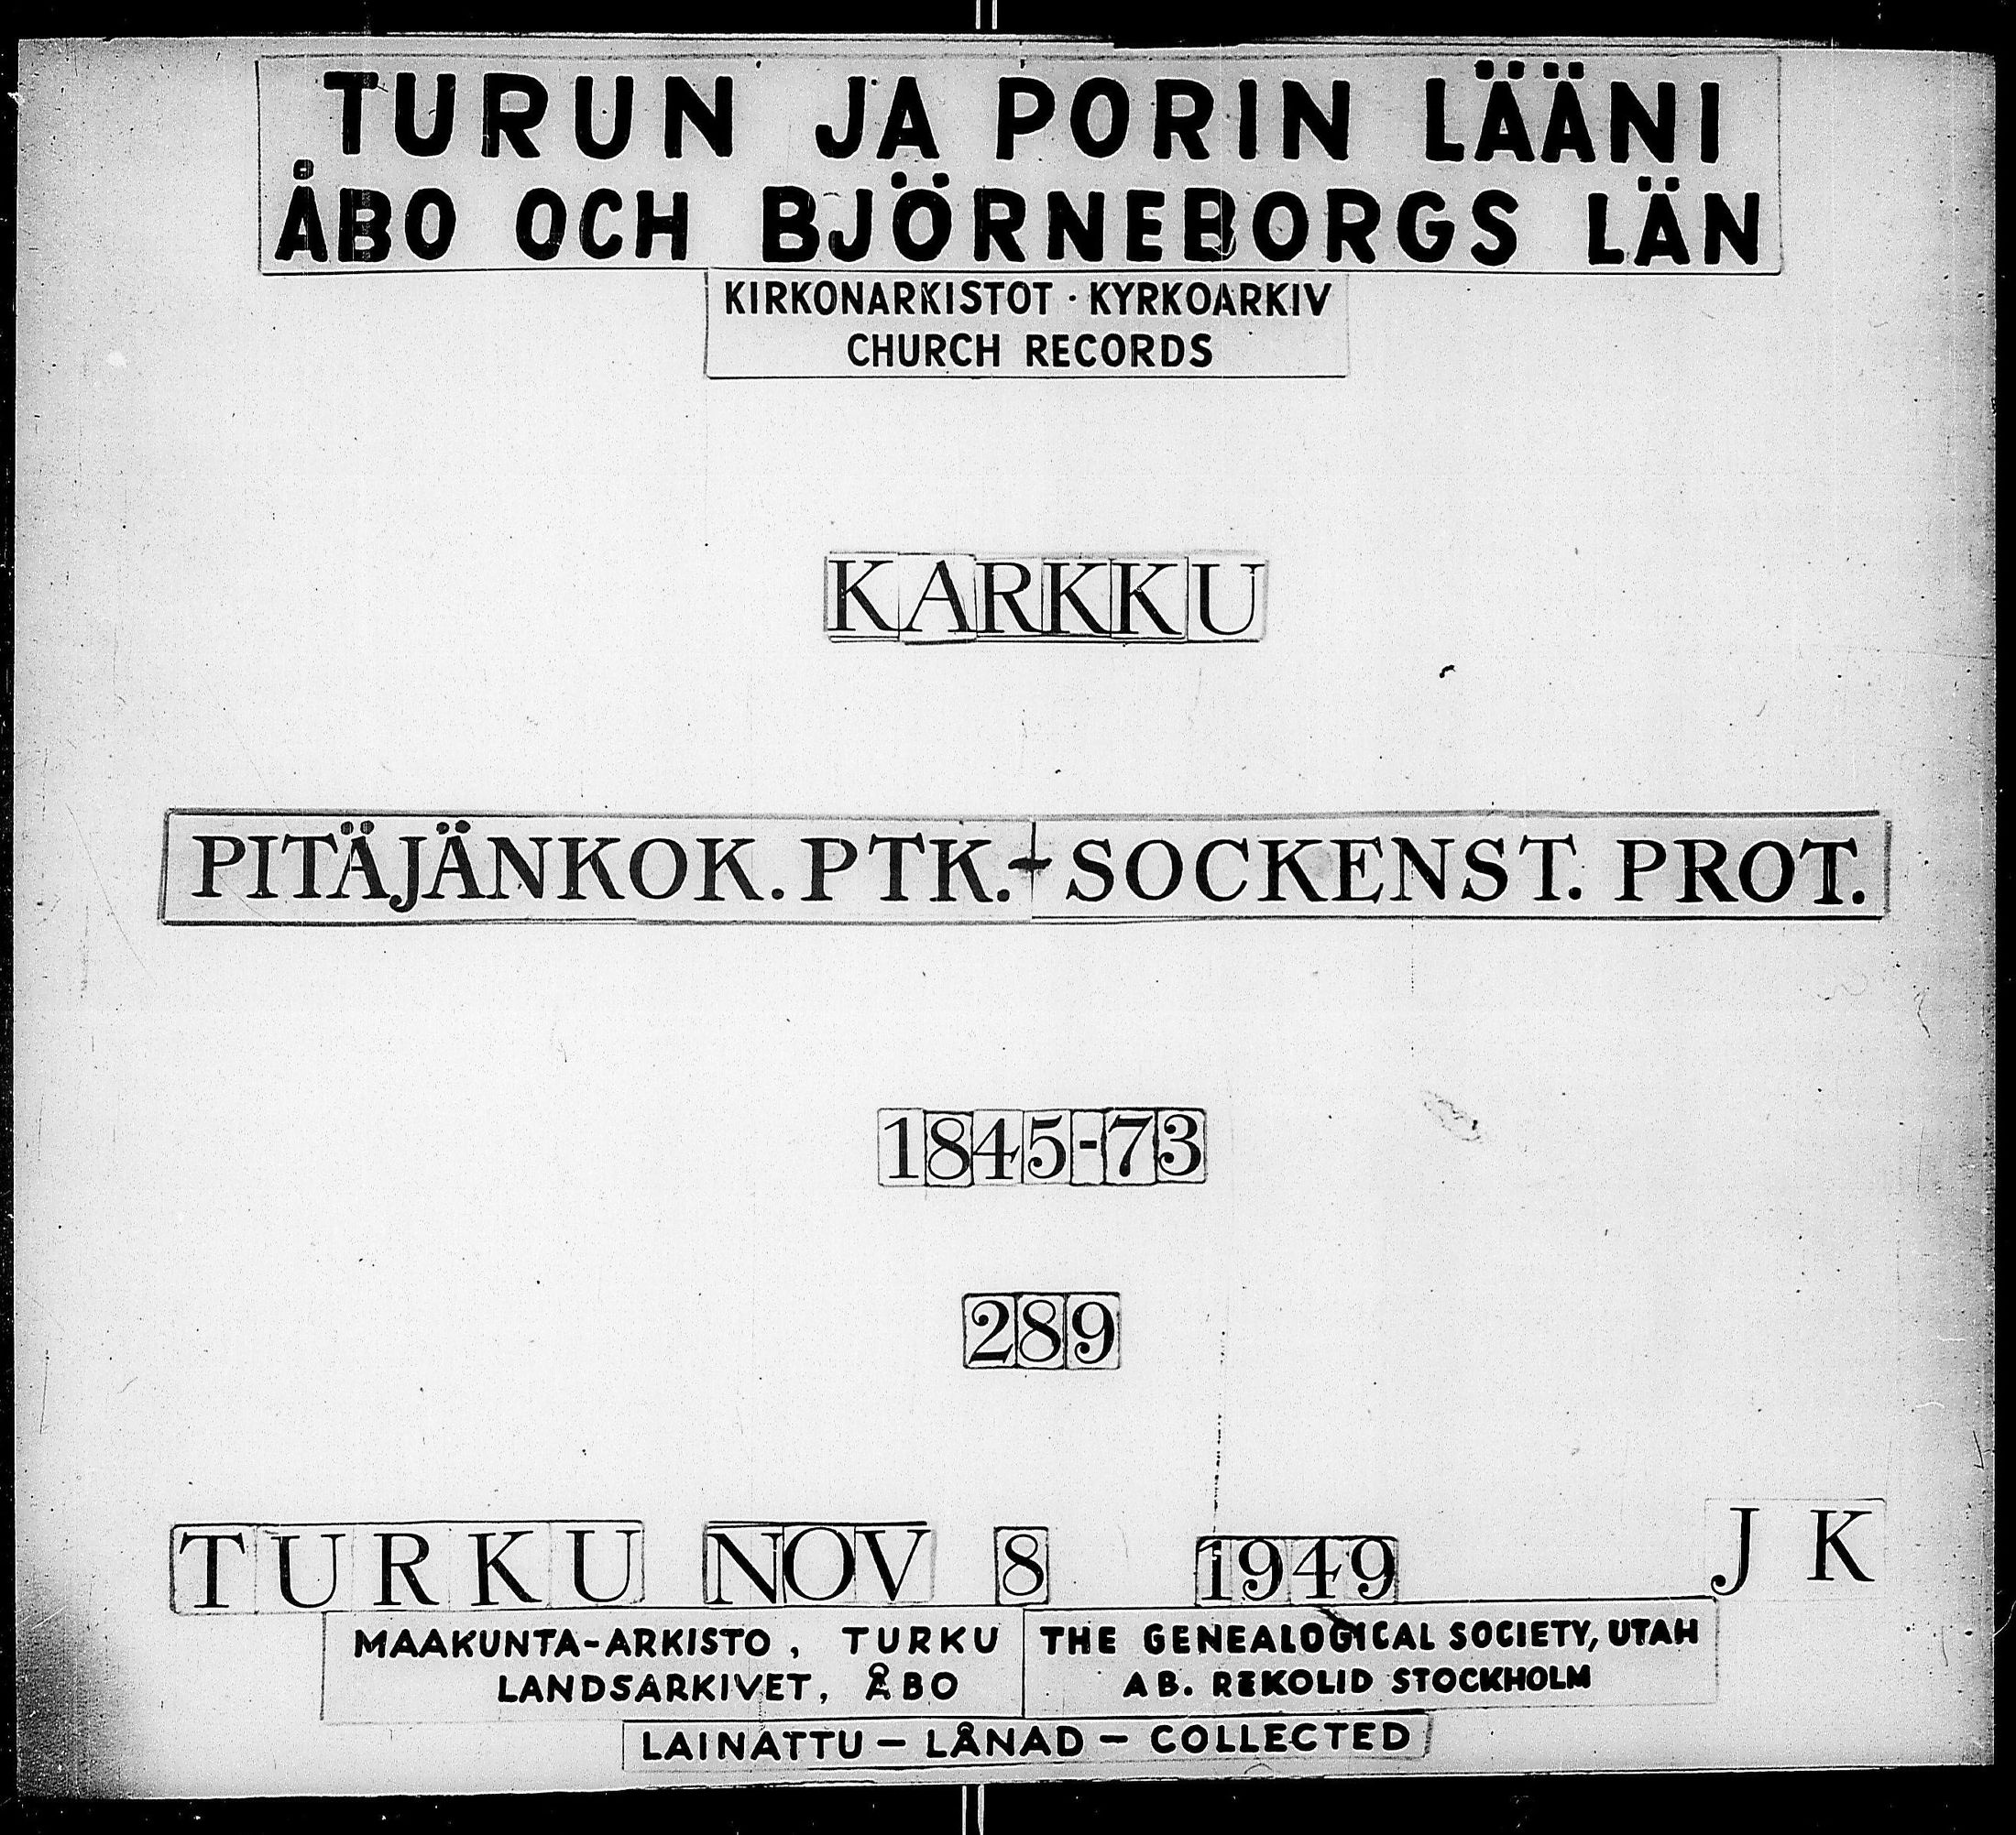 TURUN JA PORIN LÄÄNI
ÅBO OCH BJÖRNEBORGS LÄN
KIRKONARKISTOT · KYRKOARKIV
CHURCH RECORDS
KARKKU
PITÄJÄNKOK. PTK. - SOCKENST. PROT.
1845-73
289
TURKU NOV 8 1949 J K
MAAKUNTA-ARKISTO, TURKU
LANDSARKIVET, ÅBO
THE GENEALOGICAL SOCIETY, UTAH
AB. REKOLID STOCKHOLM
LAINATTU - LÅNAD - COLLECTED